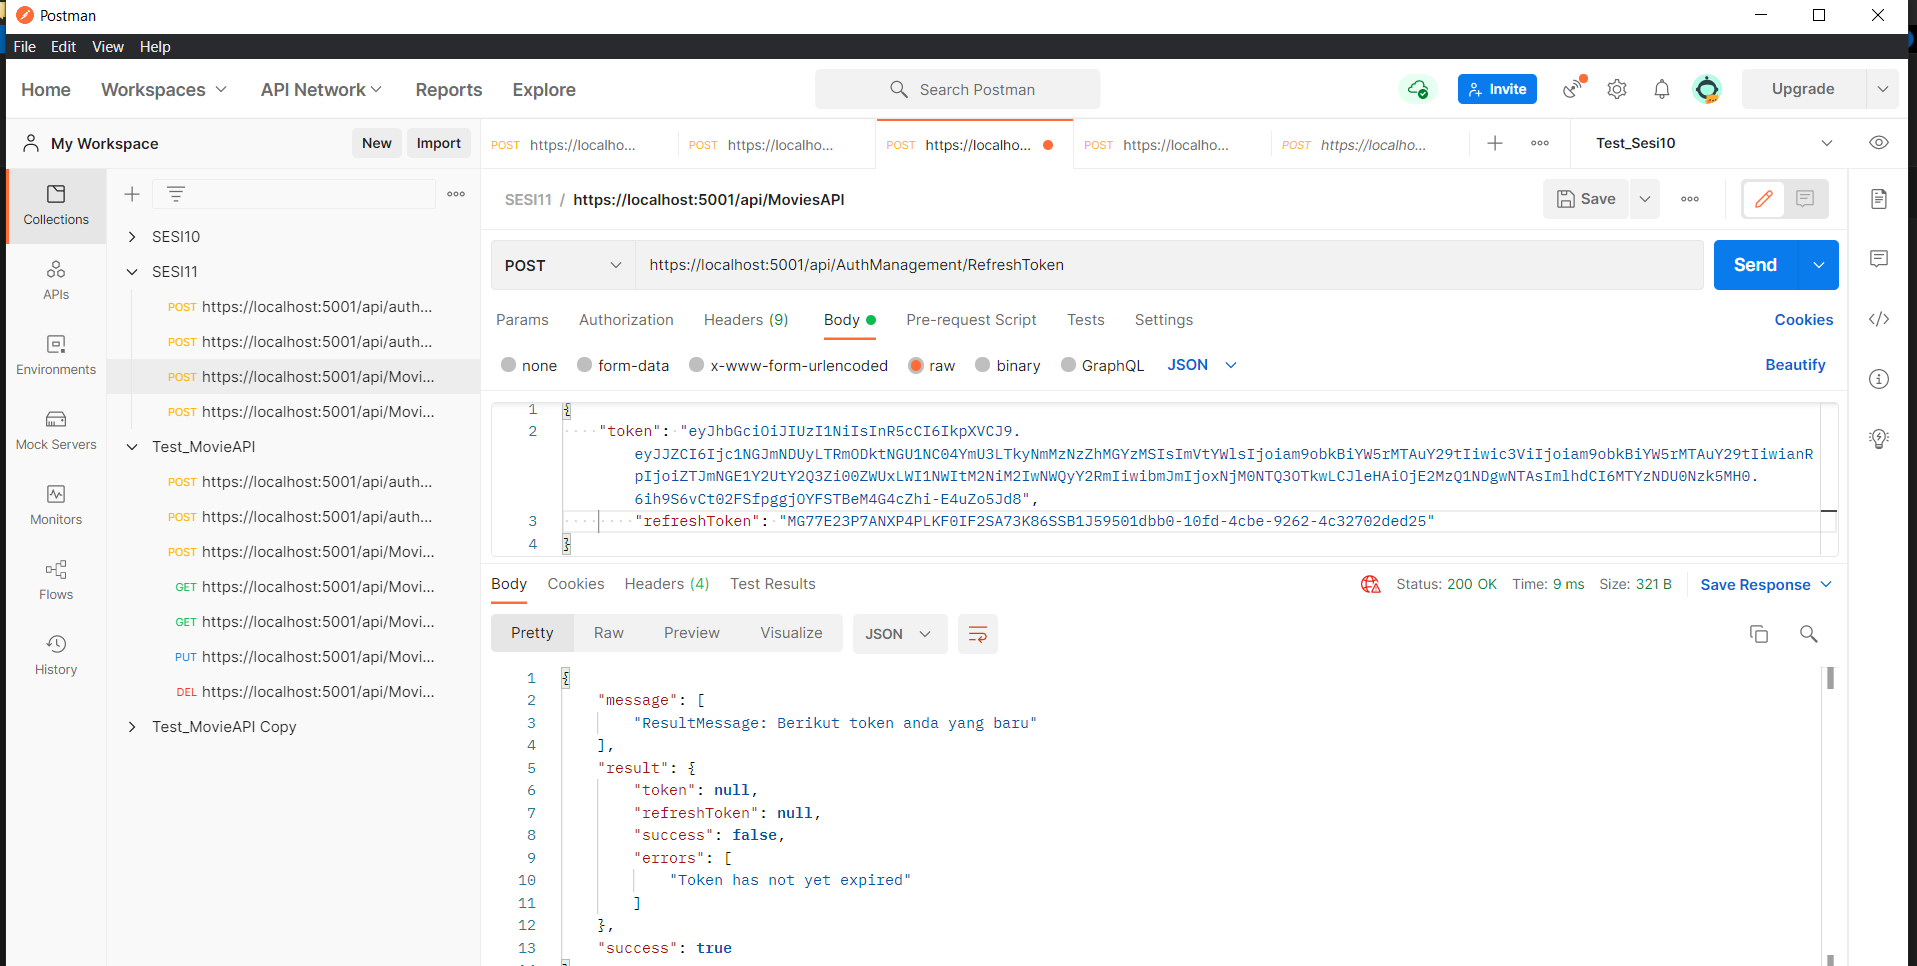 Postman
File Edit View Help
Home Workspaces API Network Reports Explore Search Postman Invite Upgrade
My Workspace New Import
POST https://localho...
POST https://localho...
POST https://localho...
POST https://localho...
POST https://localho...
Test_Sesi10
Collections
APIs
Environments
Mock Servers
Monitors
Flows
History
SESI10
SESI11
POST https://localhost:5001/api/auth...
POST https://localhost:5001/api/auth...
POST https://localhost:5001/api/Movi...
POST https://localhost:5001/api/Movi...
Test_MovieAPI
POST https://localhost:5001/api/auth...
POST https://localhost:5001/api/auth...
POST https://localhost:5001/api/Movi...
GET https://localhost:5001/api/Movi...
GET https://localhost:5001/api/Movi...
PUT https://localhost:5001/api/Movi...
DEL https://localhost:5001/api/Movi...
Test_MovieAPI Copy
SESI11 / https://localhost:5001/api/MoviesAPI Save
POST https://localhost:5001/api/AuthManagement/RefreshToken Send
Params Authorization Headers (9) Body Pre-request Script Tests Settings Cookies
none form-data x-www-form-urlencoded raw binary GraphQL JSON Beautify
1 {
2 "token": "eyJhbGciOiJIUzI1NiIsInR5cCI6IkpXVCJ9.
eyJJZCI6Ijc1NGJmNDUyLTRmODktNGU1NC04YmU3LTkyNmMzNzZhMGYzMSIsImVtYWlsIjoiam9obkBiYW5rMTAuY29tIiwic3ViIjoiam9obkBiYW5rMTAuY29tIiwianR
pIjoiZTJmNGE1Y2UtY2Q3Zi00ZWUxLWI1NWItM2NiM2IwNWQyY2RmIiwibmJmIjoxNjM0NTQ3OTkwLCJleHAiOjE2MzQ1NDgwNTAsImlhdCI6MTYzNDU0Nzk5MH0.
6ih9S6vCt02FSfpggjOYFSTBeM4G4cZhi-E4uZo5Jd8",
3 "refreshToken": "MG77E23P7ANXP4PLKF0IF2SA73K86SSB1J59501dbb0-10fd-4cbe-9262-4c32702ded25"
4 }
Body Cookies Headers (4) Test Results Status: 200 OK Time: 9 ms Size: 321 B Save Response
Pretty Raw Preview Visualize JSON
1 {
2 "message": [
3 "ResultMessage: Berikut token anda yang baru"
4 ],
5 "result": {
6 "token": null,
7 "refreshToken": null,
8 "success": false,
9 "errors": [
10 "Token has not yet expired"
11 ]
12 },
13 "success": true